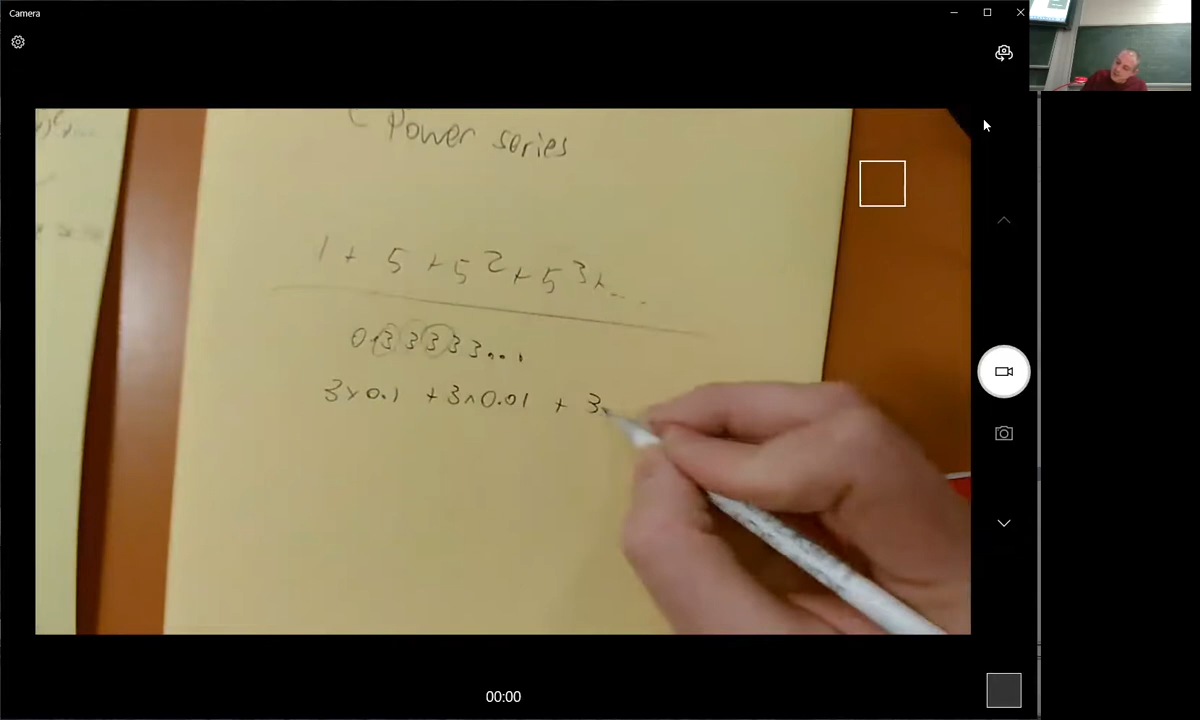 Camera
Power series
1 + 5 + 5² + 5³ + ...
0.33333...
3×0.1 + 3×0.01 + 3×
00:00